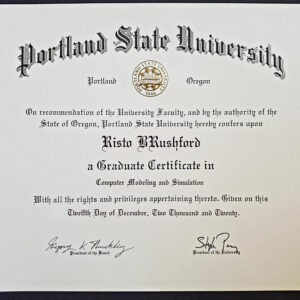 Portland State University
Portland Oregon
On recommendation of the University Faculty, and by the authority of the
State of Oregon, Portland State University hereby confers upon
Risto BRushford
a Graduate Certificate in
Computer Modeling and Simulation
With all the rights and privileges appertaining thereto. Given on this
Twelfth Day of December, Two Thousand and Twenty.
President of the Board President of the University